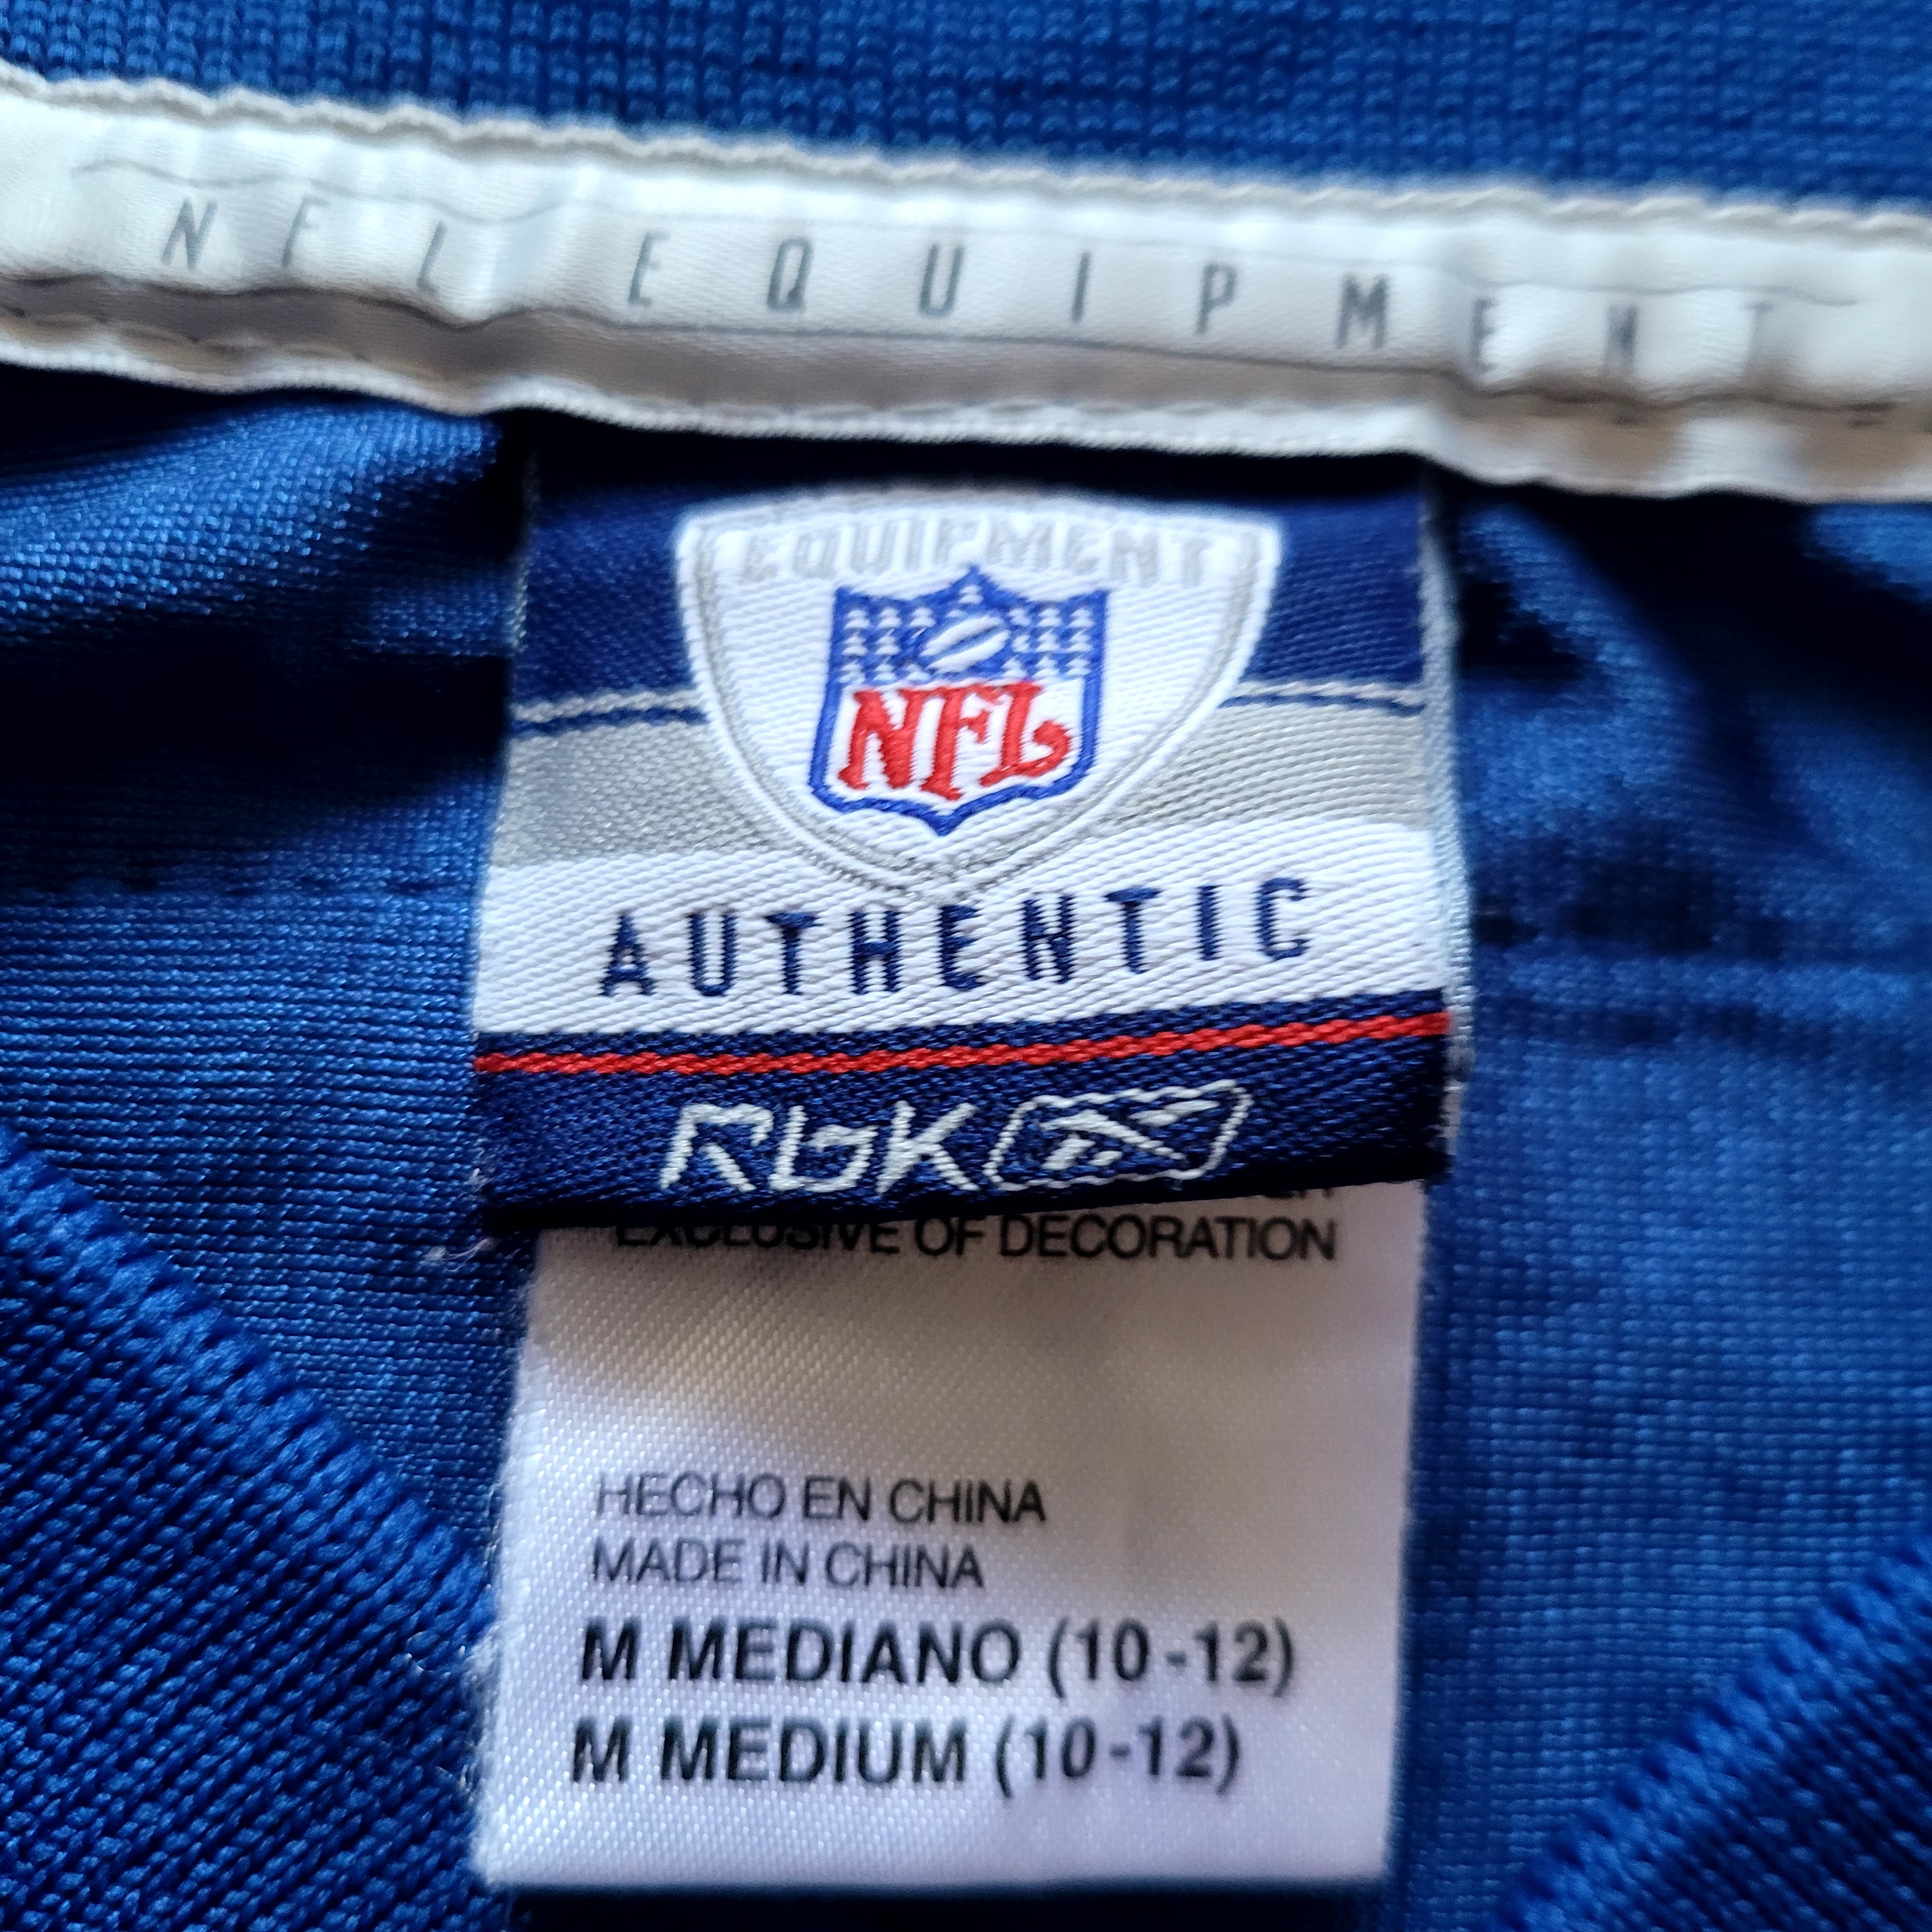 NFL EQUIPMENT
EQUIPMENT
NFL
AUTHENTIC
RbK
EXCLUSIVE OF DECORATION
HECHO EN CHINA
MADE IN CHINA
M MEDIANO (10-12)
M MEDIUM (10-12)